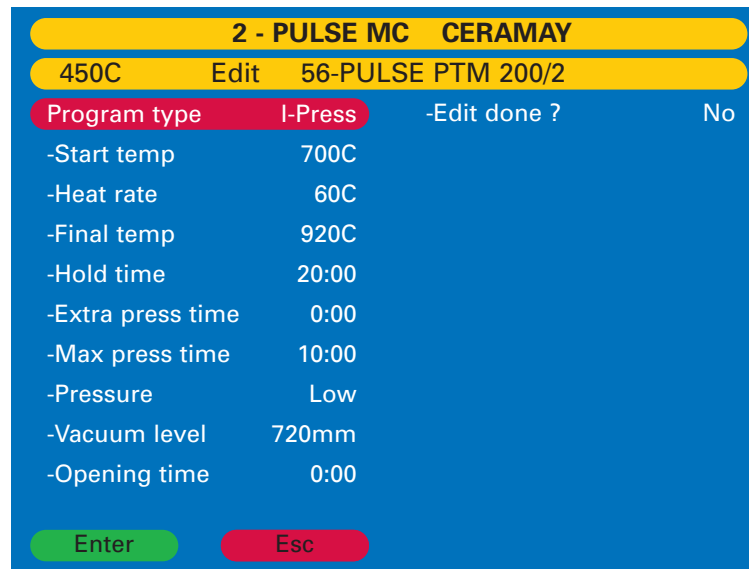 2 - PULSE MC CERAMAY
450C Edit 56-PULSE PTM 200/2
Program type I-Press -Edit done ? No
-Start temp 700C
-Heat rate 60C
-Final temp 920C
-Hold time 20:00
-Extra press time 0:00
-Max press time 10:00
-Pressure Low
-Vacuum level 720mm
-Opening time 0:00
Enter Esc